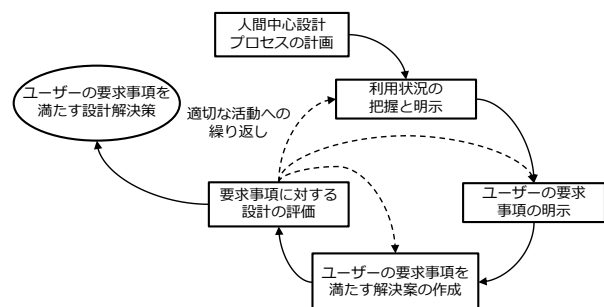 人間中心設計
プロセスの計画
ユーザーの要求事項を
満たす設計解決策
利用状況の
把握と明示
適切な活動への
繰り返し
要求事項に対する
設計の評価
ユーザーの要求
事項の明示
ユーザーの要求事項を
満たす解決案の作成